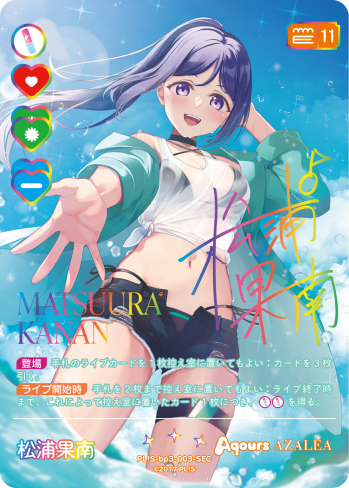 11
松浦果南
MATSUURA
KANAN
登場 手札のライブカードを1枚控え室に置いてもよい：カードを3枚
引く。
ライブ開始時 手札を2枚まで控え室に置いてもよい：ライブ終了時
まで、これによって控え室に置いたカード1枚につき、を得る。
松浦果南
Aqours AZALEA
PL!S-bp3-003-SEC
©2017 PL!S